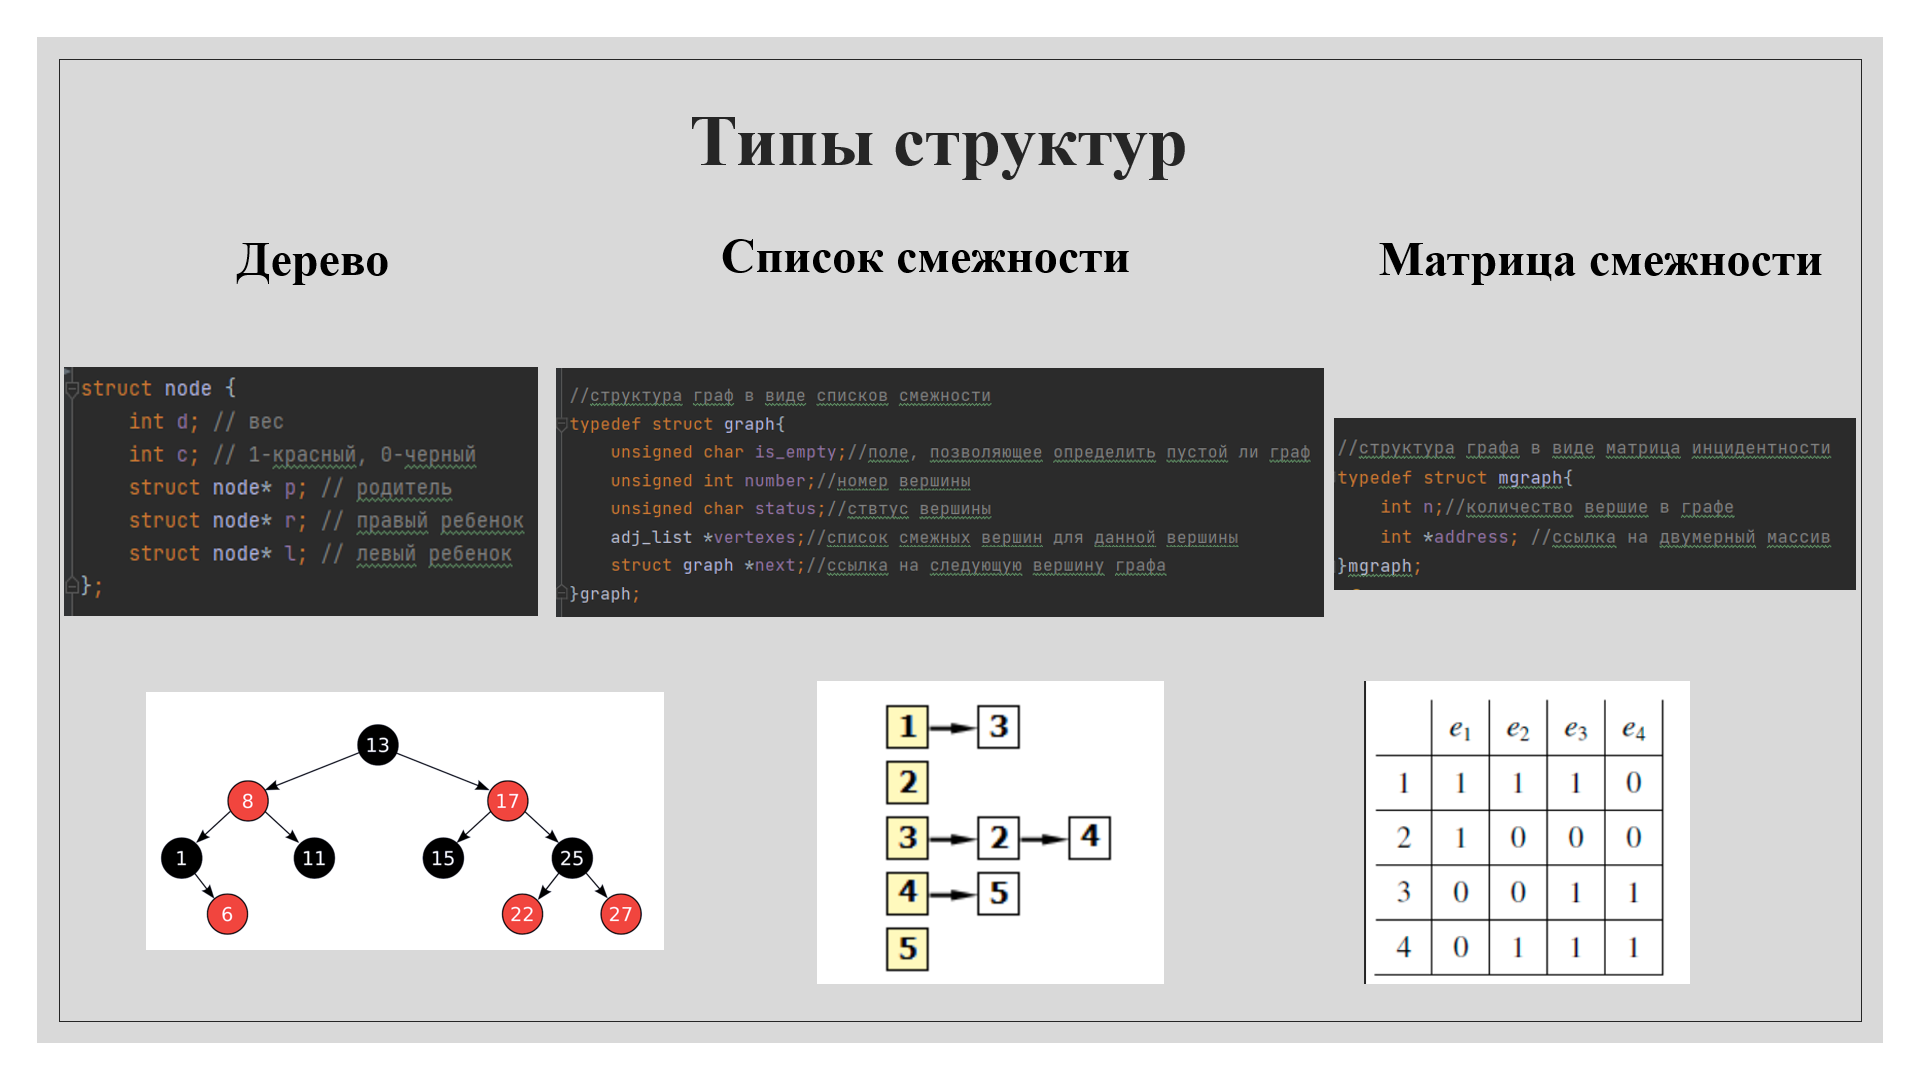 Типы структур
Дерево
Список смежности
Матрица смежности
struct node {
int d; // вес
int c; // 1-красный, 0-черный
struct node* p; // родитель
struct node* r; // правый ребенок
struct node* l; // левый ребенок
};
//структура граф в виде списков смежности
typedef struct graph{
unsigned char is_empty;//поле, позволяющее определить пустой ли граф
unsigned int number;//номер вершины
unsigned char status;//ствтус вершины
adj_list *vertexes;//список смежных вершин для данной вершины
struct graph *next;//ссылка на следующую вершину графа
}graph;
//структура графа в виде матрица инцидентности
typedef struct mgraph{
int n;//количество вершие в графе
int *address; //ссылка на двумерный массив
}mgraph;
13
8 17
1 11 15 25
6 22 27
1 3
2
3 2 4
4 5
5
e1 e2 e3 e4
1 1 1 1 0
2 1 0 0 0
3 0 0 1 1
4 0 1 1 1